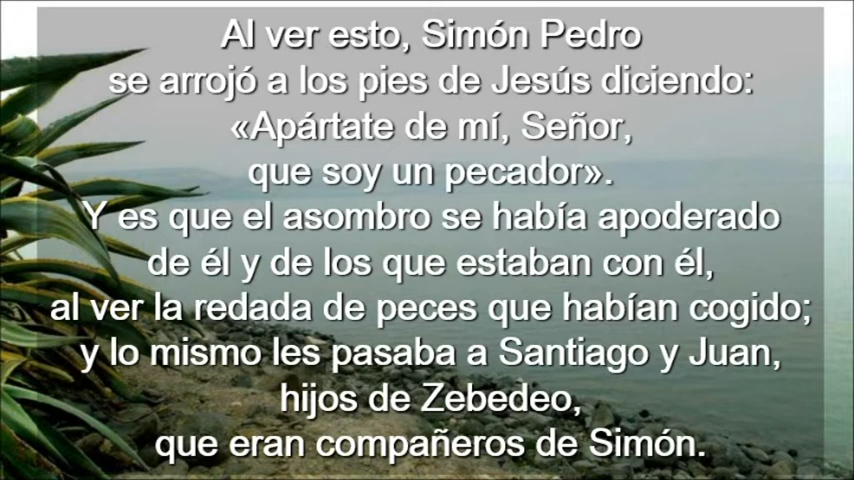 Al ver esto, Simón Pedro
se arrojó a los pies de Jesús diciendo:
«Apártate de mí, Señor,
que soy un pecador».
Y es que el asombro se había apoderado
de él y de los que estaban con él,
al ver la redada de peces que habían cogido;
y lo mismo les pasaba a Santiago y Juan,
hijos de Zebedeo,
que eran compañeros de Simón.